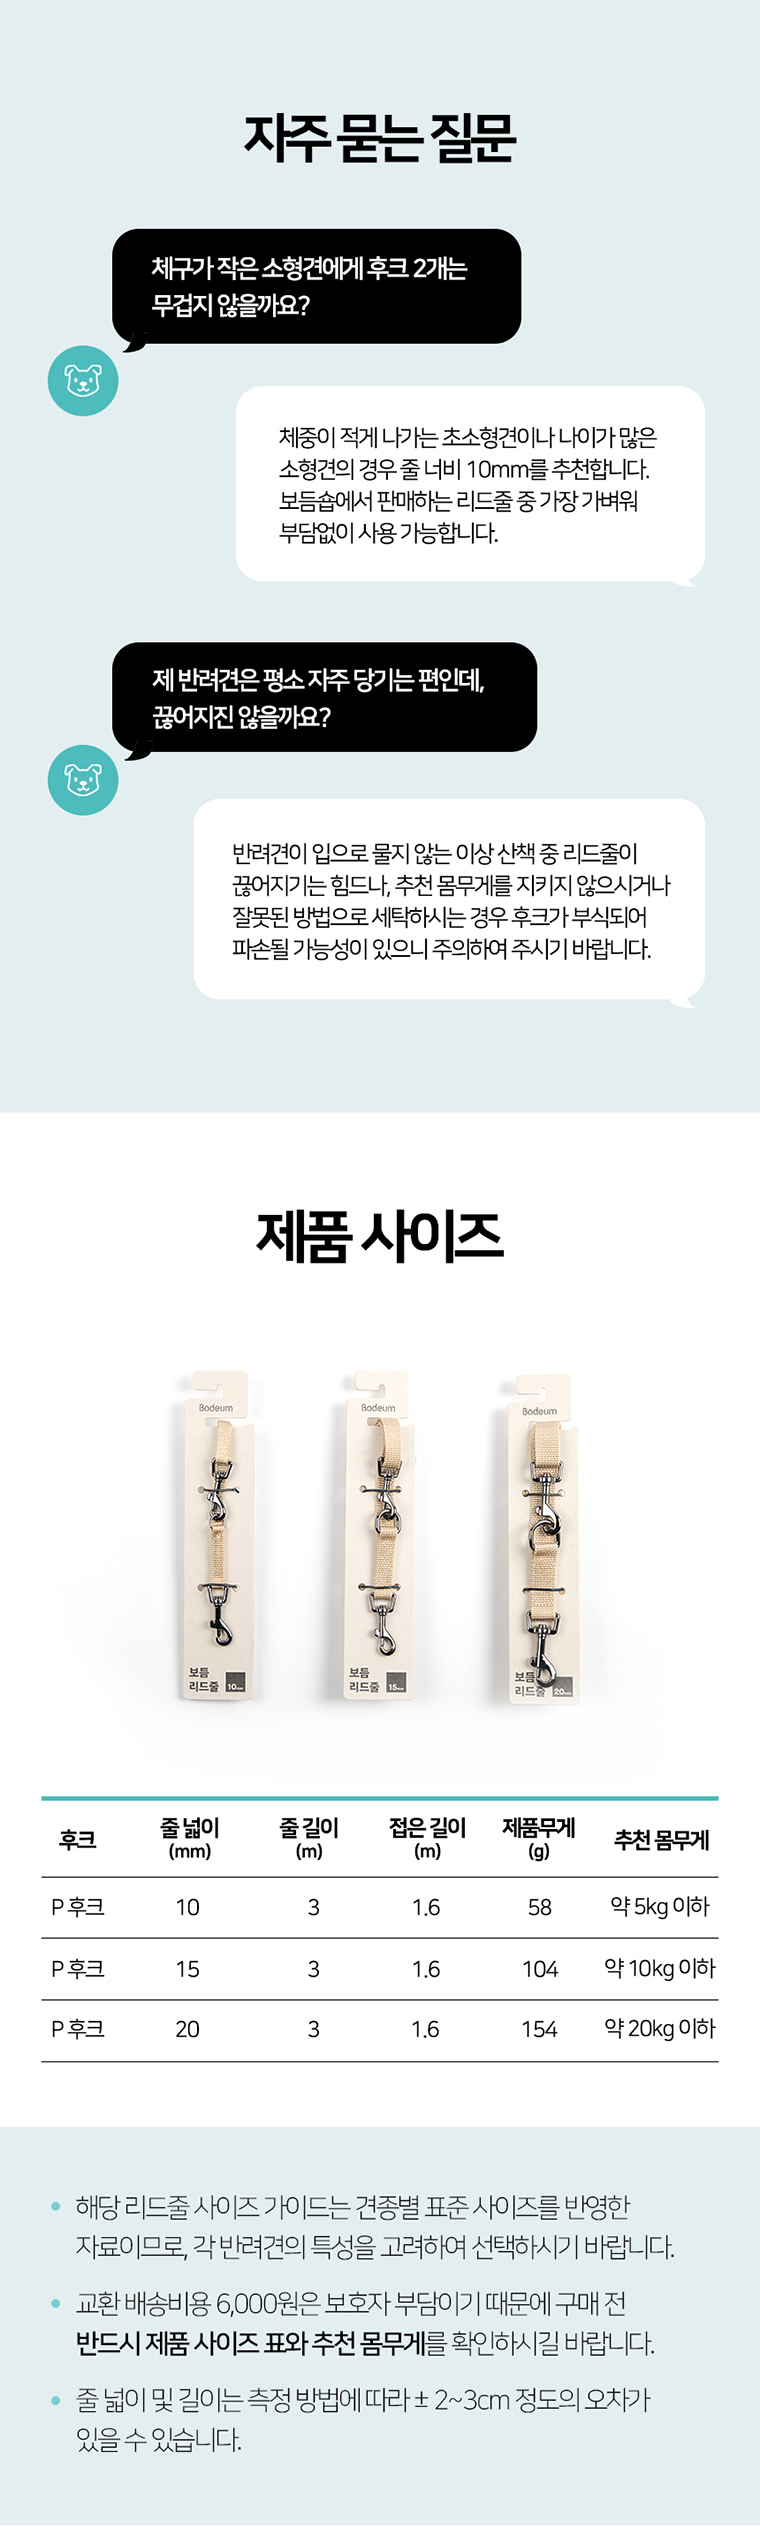 자주 묻는 질문
체구가 작은 소형견에게 후크 2개는
무겁지 않을까요?
체중이 적게 나가는 초소형견이나 나이가 많은
소형견의 경우 줄 너비 10mm를 추천합니다.
보듬숍에서 판매하는 리드줄 중 가장 가벼워
부담없이 사용 가능합니다.
제 반려견은 평소 자주 당기는 편인데,
끊어지진 않을까요?
반려견이 입으로 물지 않는 이상 산책 중 리드줄이
끊어지기는 힘드나, 추천 몸무게를 지키지 않으시거나
잘못된 방법으로 세탁하시는 경우 후크가 부식되어
파손될 가능성이 있으니 주의하여 주시기 바랍니다.
제품 사이즈
Bodeum Bodeum Bodeum
보듬 보듬 보듬
리드줄 10mm 리드줄 15mm 리드줄 20mm
후크 줄 넓이 줄 길이 접은 길이 제품무게 추천 몸무게
(mm) (m) (m) (g)
P 후크 10 3 1.6 58 약 5kg 이하
P 후크 15 3 1.6 104 약 10kg 이하
P 후크 20 3 1.6 154 약 20kg 이하
• 해당 리드줄 사이즈 가이드는 견종별 표준 사이즈를 반영한
자료이므로, 각 반려견의 특성을 고려하여 선택하시기 바랍니다.
• 교환 배송비용 6,000원은 보호자 부담이기 때문에 구매 전
반드시 제품 사이즈 표와 추천 몸무게를 확인하시길 바랍니다.
• 줄 넓이 및 길이는 측정 방법에 따라 ± 2~3cm 정도의 오차가
있을 수 있습니다.